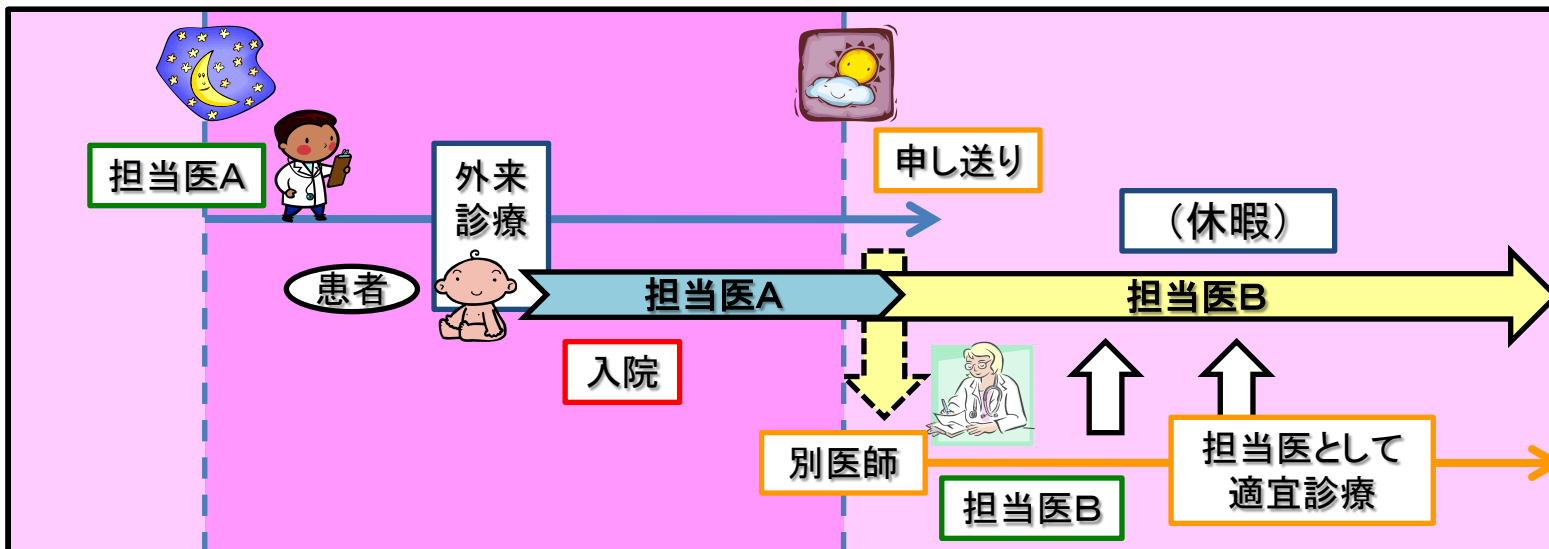 担当医A
外来
診療
申し送り
（休暇）
患者
担当医A
担当医B
入院
別医師
担当医B
担当医として
適宜診療